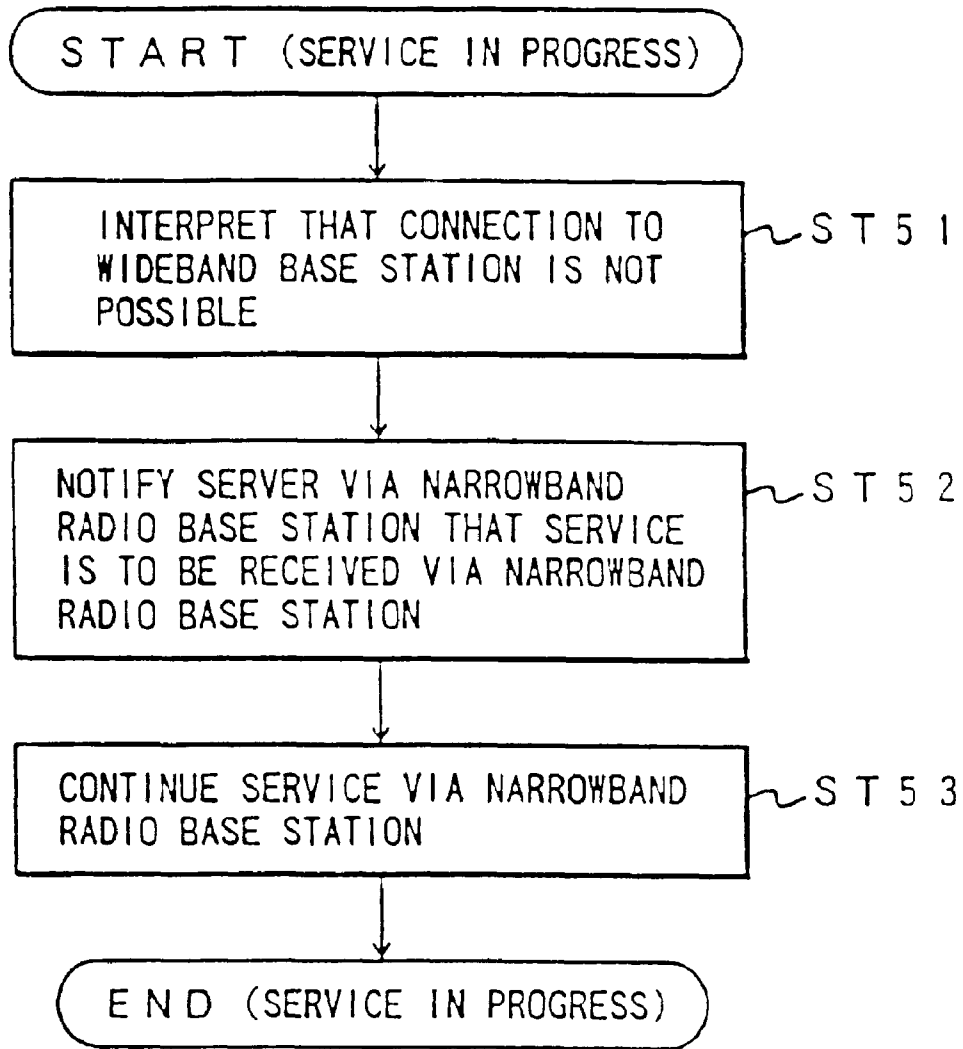 START (SERVICE IN PROGRESS)
INTERPRET THAT CONNECTION TO
WIDEBAND BASE STATION IS NOT
POSSIBLE
ST51
NOTIFY SERVER VIA NARROWBAND
RADIO BASE STATION THAT SERVICE
IS TO BE RECEIVED VIA NARROWBAND
RADIO BASE STATION
ST52
CONTINUE SERVICE VIA NARROWBAND
RADIO BASE STATION
ST53
END (SERVICE IN PROGRESS)